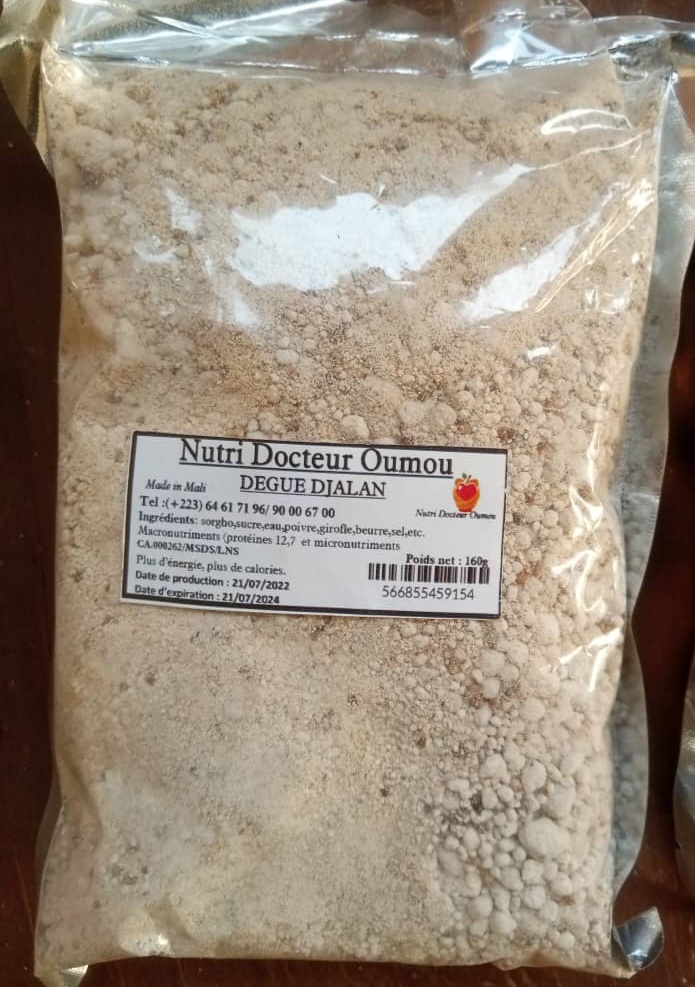 Nutri Docteur Oumou
Made in Mali
DEGUE DJALAN
Tel :(+223) 64 61 71 96/ 90 00 67 00
Nutri Docteur Oumou
Ingrédients: sorgho,sucre,eau,poivre,girofle,beurre,sel,etc.
Macronutriments (protéines 12,7 et micronutriments
CA.000262/MSDS/LNS
Poids net : 160g
Plus d'énergie, plus de calories.
Date de production : 21/07/2022
566855459154
Date d'expiration : 21/07/2024